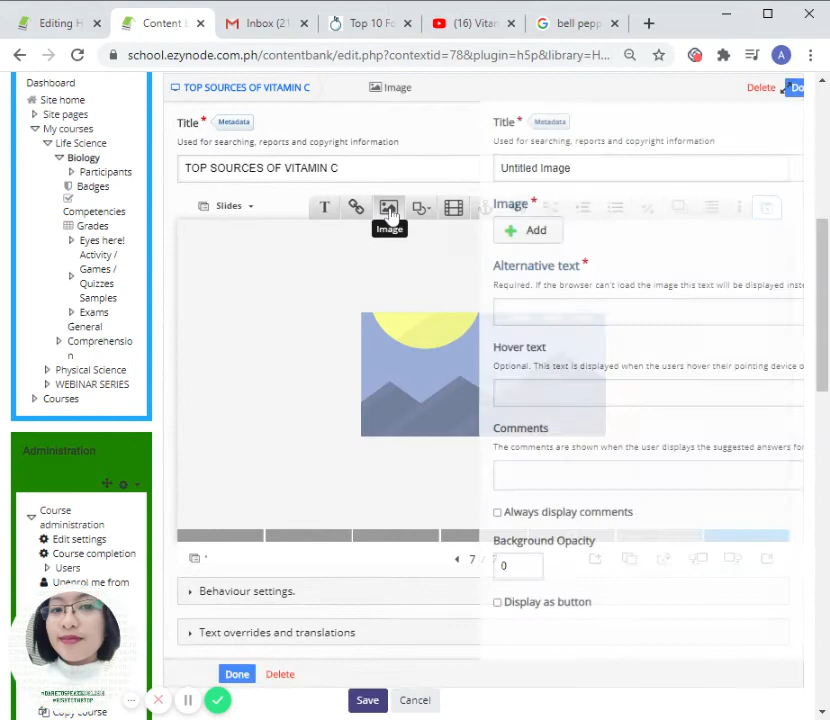 Editing H
Content b
Inbox (21
Top 10 Fo
(16) Vitan
bell pepp
school.ezynode.com.ph/contentbank/edit.php?contextid=78&plugin=h5p&library=H...
A
Dashboard
Site home
Site pages
My courses
Life Science
Biology
Participants
Badges
Competencies
Grades
Eyes here!
Activity /
Games /
Quizzes
Samples
Exams
General
Comprehensio
n
Physical Science
WEBINAR SERIES
Courses
Administration
Course
administration
Edit settings
Course completion
Users
Unenrol me from
Copy course
TOP SOURCES OF VITAMIN C
Image
Delete
Do
Title *
Metadata
Used for searching, reports and copyright information
TOP SOURCES OF VITAMIN C
Slides
T
Image
7 /
Behaviour settings.
Text overrides and translations
Done
Delete
Save
Cancel
Title *
Metadata
Used for searching, reports and copyright information
Untitled Image
Image *
Add
Alternative text *
Required. If the browser can't load the image this text will be displayed inste
Hover text
Optional. This text is displayed when the users hover their pointing device o
Comments
The comments are shown when the user displays the suggested answers for
Always display comments
Background Opacity
0
Display as button